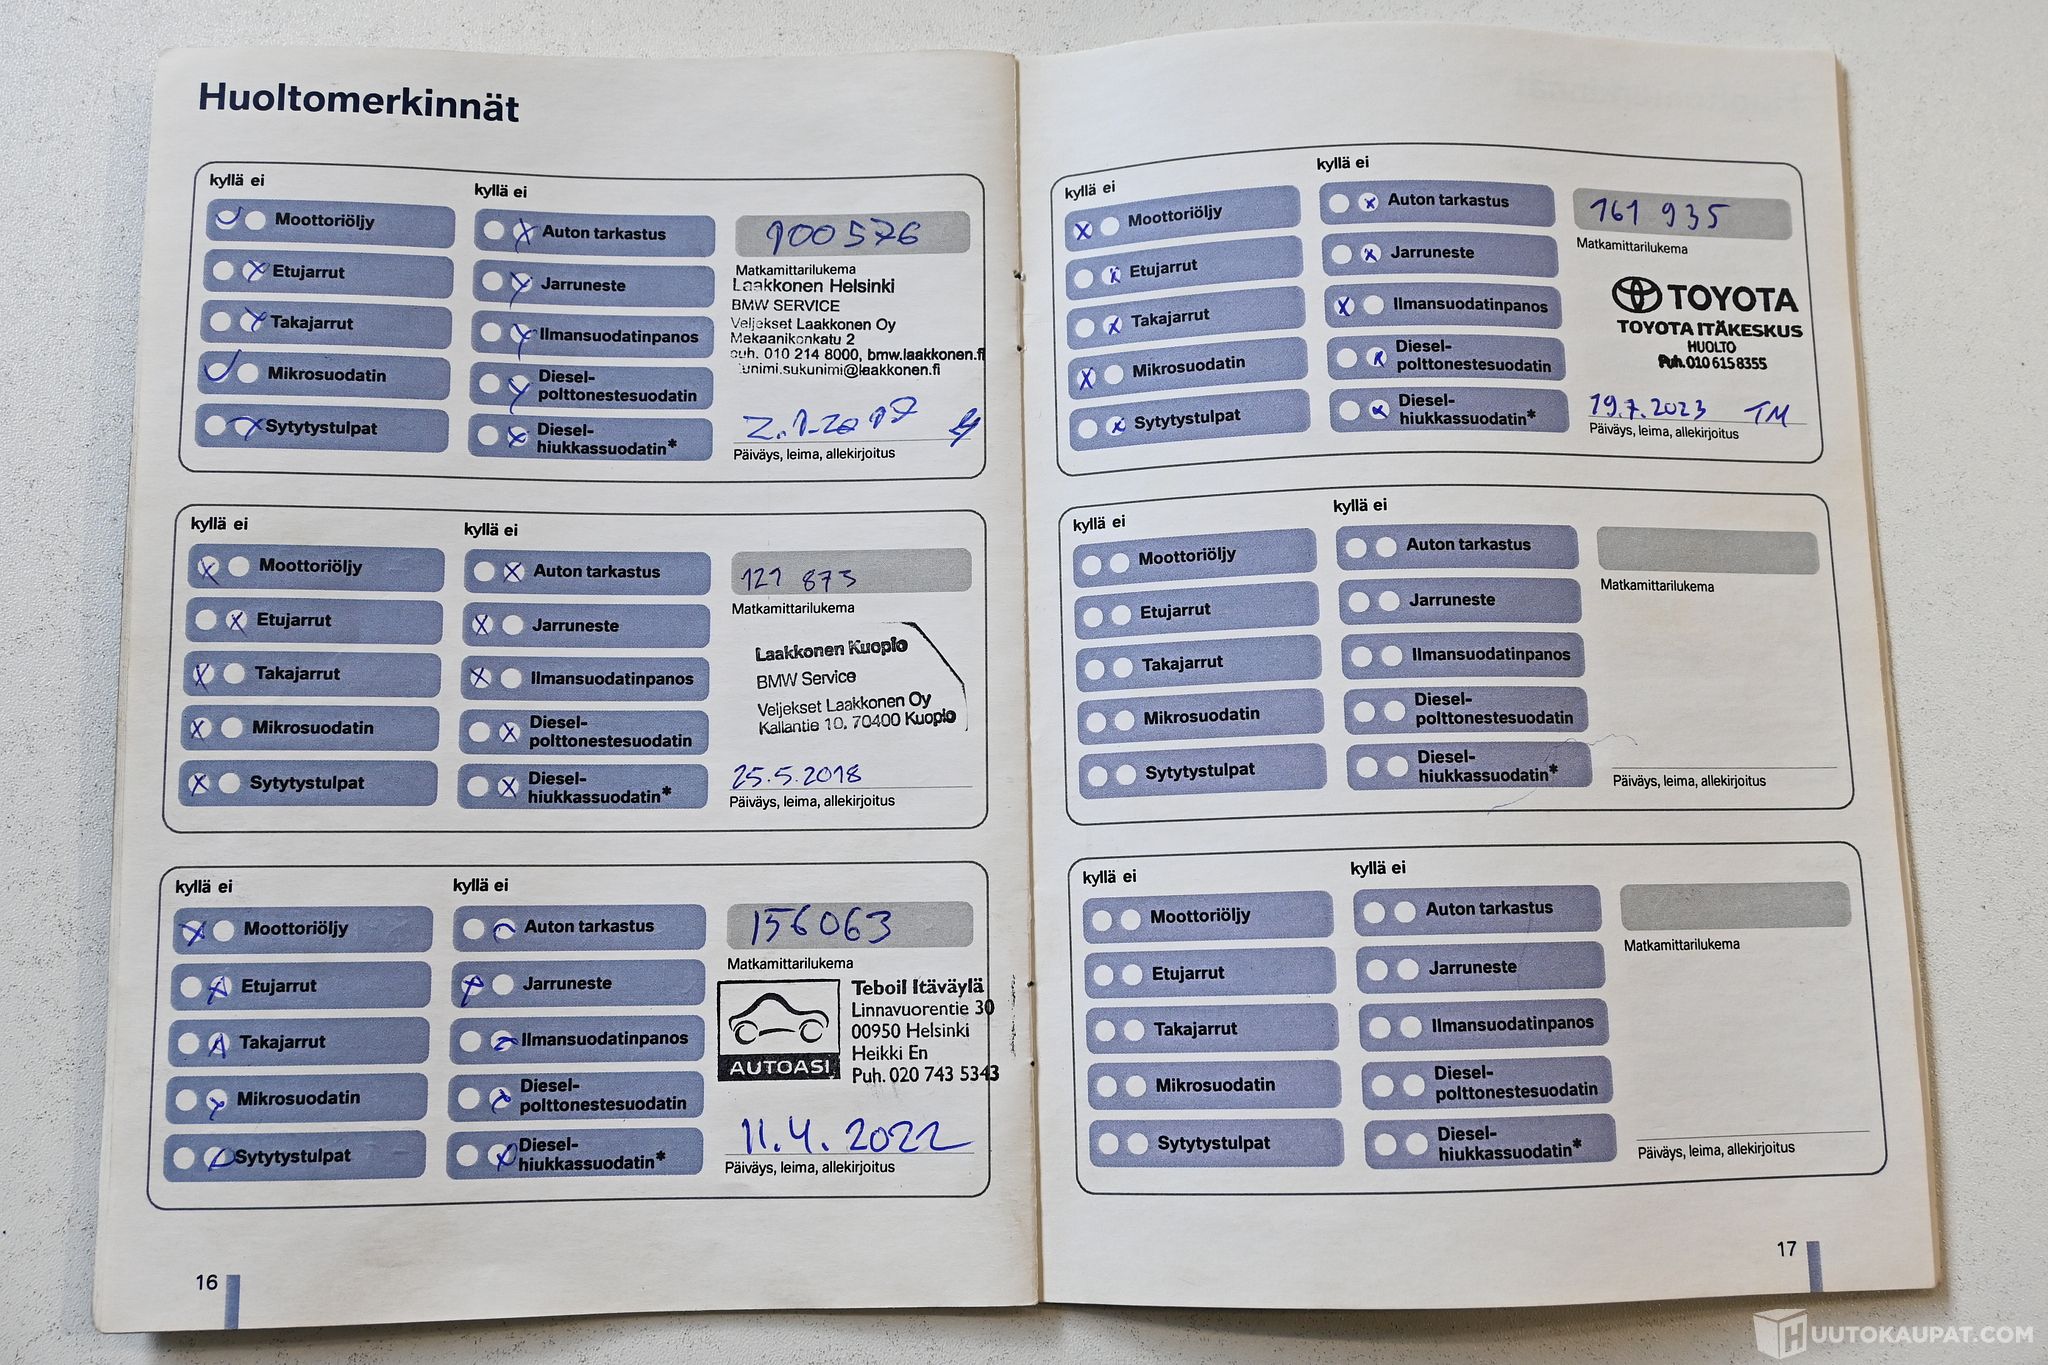 Huoltomerkinnät
kyllä ei
Moottoriöljy
Etujarrut
Takajarrut
Mikrosuodatin
Sytytystulpat
kyllä ei
Auton tarkastus
Jarruneste
Ilmansuodatinpanos
Diesel-
polttonestesuodatin
Diesel-
hiukkassuodatin*
100576
Matkamittarilukema
Laakkonen Helsinki
BMW SERVICE
Veljekset Laakkonen Oy
Mekaanikonkatu 2
puh. 010 214 8000, bmw.laakkonen.fi
unimi.sukunimi@laakkonen.fi
Päiväys, leima, allekirjoitus
kyllä ei
Moottoriöljy
Etujarrut
Takajarrut
Mikrosuodatin
Sytytystulpat
kyllä ei
Auton tarkastus
Jarruneste
Ilmansuodatinpanos
Diesel-
polttonestesuodatin
Diesel-
hiukkassuodatin*
121 873
Matkamittarilukema
Laakkonen Kuopio
BMW Service
Veljekset Laakkonen Oy
Kallantie 10, 70400 Kuopio
25.5.2018
Päiväys, leima, allekirjoitus
kyllä ei
Moottoriöljy
Etujarrut
Takajarrut
Mikrosuodatin
Sytytystulpat
kyllä ei
Auton tarkastus
Jarruneste
Ilmansuodatinpanos
Diesel-
polttonestesuodatin
Diesel-
hiukkassuodatin*
156063
Matkamittarilukema
AUTOASI
Teboil Itäväylä
Linnavuorentie 30
00950 Helsinki
Heikki En
Puh. 020 743 5343
11.4.2022
Päiväys, leima, allekirjoitus
16
kyllä ei
Moottoriöljy
Etujarrut
Takajarrut
Mikrosuodatin
Sytytystulpat
kyllä ei
Auton tarkastus
Jarruneste
Ilmansuodatinpanos
Diesel-
polttonestesuodatin
Diesel-
hiukkassuodatin*
161 935
Matkamittarilukema
TOYOTA
TOYOTA ITÄKESKUS
HUOLTO
Puh. 010 615 8355
19.7.2023 TM
Päiväys, leima, allekirjoitus
kyllä ei
Moottoriöljy
Etujarrut
Takajarrut
Mikrosuodatin
Sytytystulpat
kyllä ei
Auton tarkastus
Jarruneste
Ilmansuodatinpanos
Diesel-
polttonestesuodatin
Diesel-
hiukkassuodatin*
Matkamittarilukema
Päiväys, leima, allekirjoitus
kyllä ei
Moottoriöljy
Etujarrut
Takajarrut
Mikrosuodatin
Sytytystulpat
kyllä ei
Auton tarkastus
Jarruneste
Ilmansuodatinpanos
Diesel-
polttonestesuodatin
Diesel-
hiukkassuodatin*
Matkamittarilukema
Päiväys, leima, allekirjoitus
17
HUUTOKAUPAT.COM